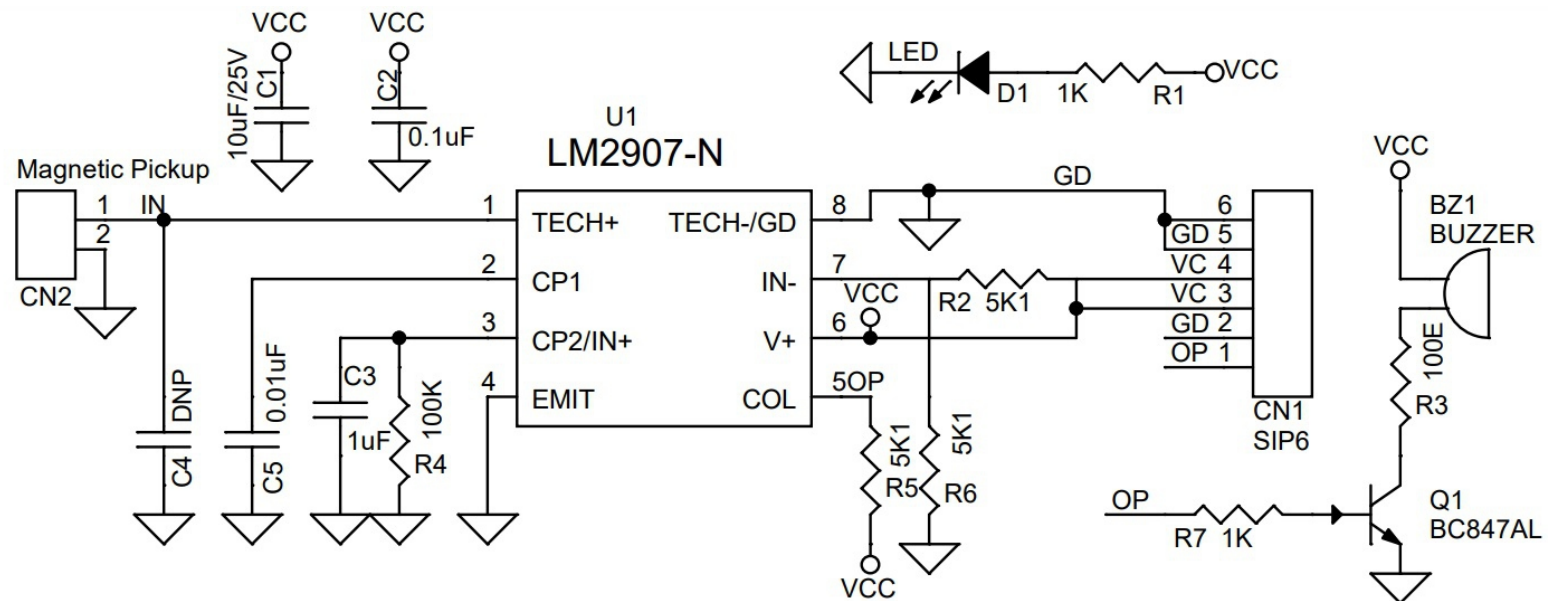 VCC
VCC
10uF/25V
C1
C2
0.1uF
LED
D1
1K
R1
VCC
U1
LM2907-N
Magnetic Pickup
1
IN
2
CN2
1
TECH+
TECH-/GD
8
GD
2
CP1
IN-
7
R2 5K1
VCC
3
CP2/IN+
V+
6
4
EMIT
COL
5OP
6
GD 5
VC 4
VC 3
GD 2
OP 1
CN1
SIP6
VCC
BZ1
BUZZER
100E
R3
DNP
C4
0.01uF
C5
C3
1uF
100K
R4
5K1
R5
VCC
5K1
R6
OP
R7 1K
Q1
BC847AL